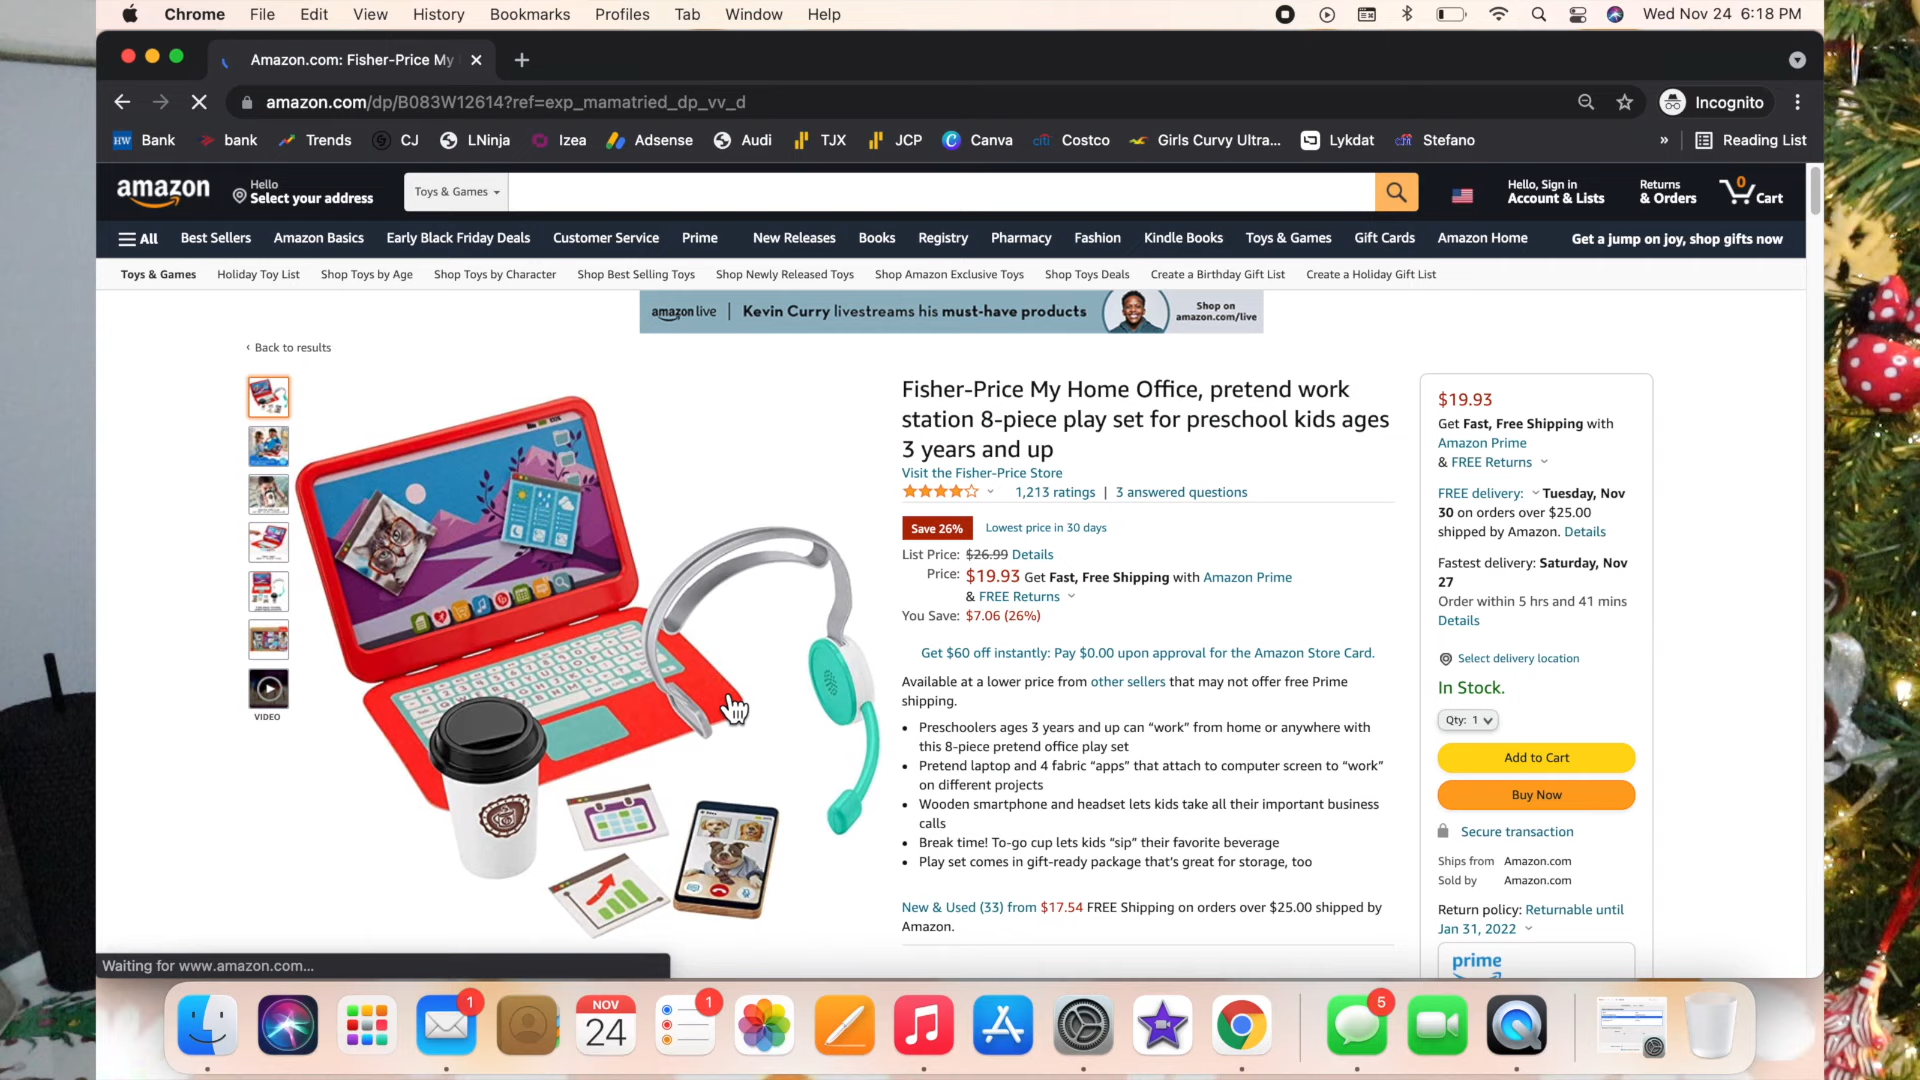 Chrome File Edit View History Bookmarks Profiles Tab Window Help Wed Nov 24 6:18 PM
Amazon.com: Fisher-Price My
amazon.com/dp/B083W12614?ref=exp_mamatried_dp_vv_d Incognito
HW Bank bank Trends CJ LNinja Izea Adsense Audi TJX JCP Canva citi Costco Girls Curvy Ultra... Lykdat citi Stefano » Reading List
amazon Hello Select your address Toys & Games Hello, Sign in Account & Lists Returns & Orders 0 Cart
All Best Sellers Amazon Basics Early Black Friday Deals Customer Service Prime New Releases Books Registry Pharmacy Fashion Kindle Books Toys & Games Gift Cards Amazon Home Get a jump on joy, shop gifts now
Toys & Games Holiday Toy List Shop Toys by Age Shop Toys by Character Shop Best Selling Toys Shop Newly Released Toys Shop Amazon Exclusive Toys Shop Toys Deals Create a Birthday Gift List Create a Holiday Gift List
amazon live | Kevin Curry livestreams his must-have products Shop on
amazon.com/live
‹ Back to results
VIDEO
Fisher-Price My Home Office, pretend work
station 8-piece play set for preschool kids ages
3 years and up
Visit the Fisher-Price Store
1,213 ratings | 3 answered questions
Save 26% Lowest price in 30 days
List Price: $26.99 Details
Price: $19.93 Get Fast, Free Shipping with Amazon Prime
& FREE Returns
You Save: $7.06 (26%)
Get $60 off instantly: Pay $0.00 upon approval for the Amazon Store Card.
Available at a lower price from other sellers that may not offer free Prime
shipping.
• Preschoolers ages 3 years and up can “work” from home or anywhere with
this 8-piece pretend office play set
• Pretend laptop and 4 fabric “apps” that attach to computer screen to “work”
on different projects
• Wooden smartphone and headset lets kids take all their important business
calls
• Break time! To-go cup lets kids “sip” their favorite beverage
• Play set comes in gift-ready package that's great for storage, too
New & Used (33) from $17.54 FREE Shipping on orders over $25.00 shipped by
Amazon.
$19.93
Get Fast, Free Shipping with
Amazon Prime
& FREE Returns
FREE delivery: Tuesday, Nov
30 on orders over $25.00
shipped by Amazon. Details
Fastest delivery: Saturday, Nov
27
Order within 5 hrs and 41 mins
Details
Select delivery location
In Stock.
Qty: 1
Add to Cart
Buy Now
Secure transaction
Ships from Amazon.com
Sold by Amazon.com
Return policy: Returnable until
Jan 31, 2022
prime
Waiting for www.amazon.com...
1 NOV 24 1 5